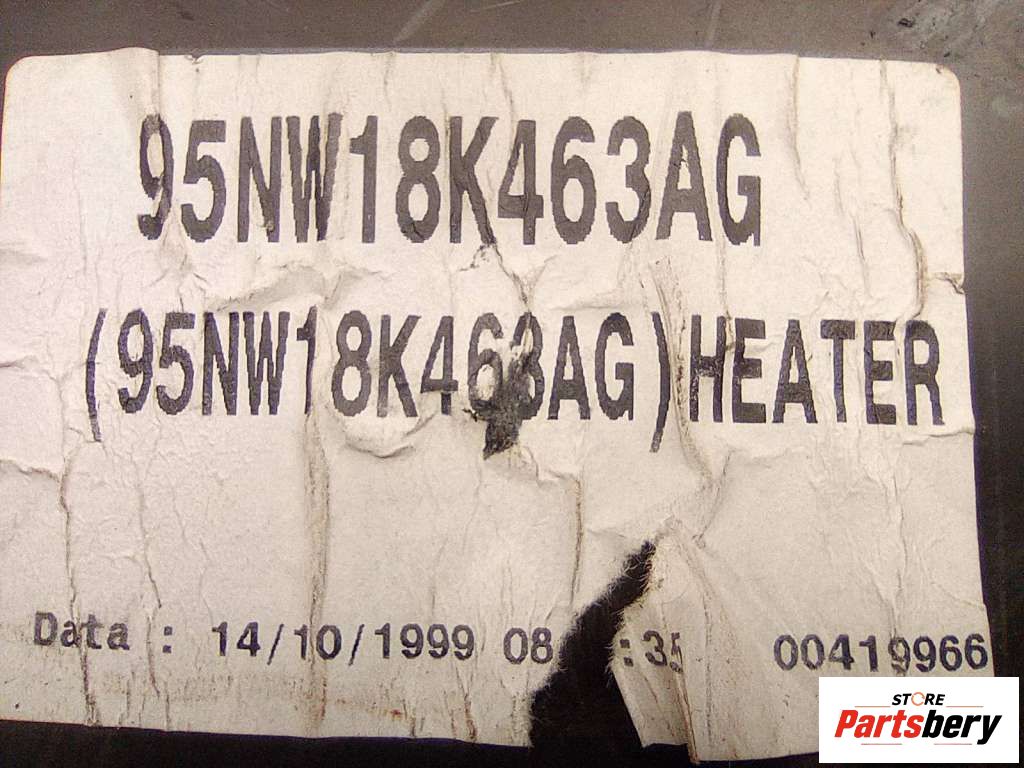 95NW18K463AG
(95NW18K463AG)HEATER
Data : 14/10/1999 08 :35 00419966
STORE
Partsbery